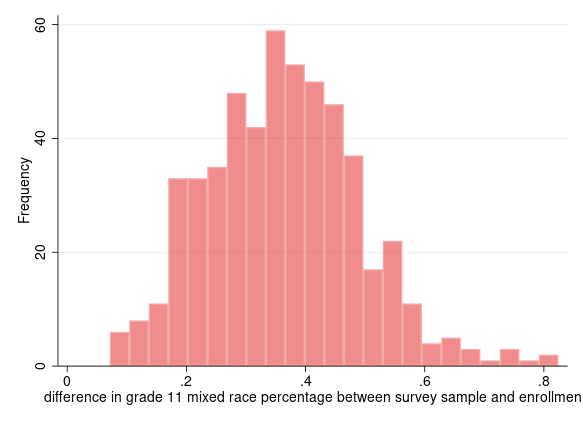 60
40
20
0
Frequency
0 .2 .4 .6 .8
difference in grade 11 mixed race percentage between survey sample and enrollmen